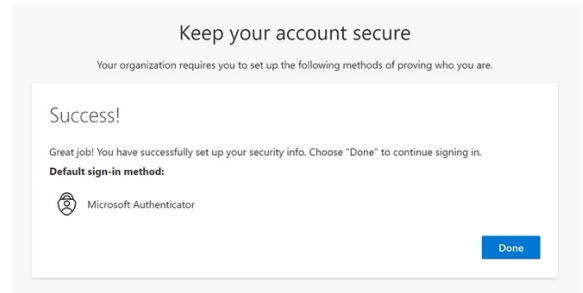 Keep your account secure
Your organization requires you to set up the following methods of proving who you are.
Success!
Great job! You have successfully set up your security info. Choose "Done" to continue signing in.
Default sign-in method:
Microsoft Authenticator
Done